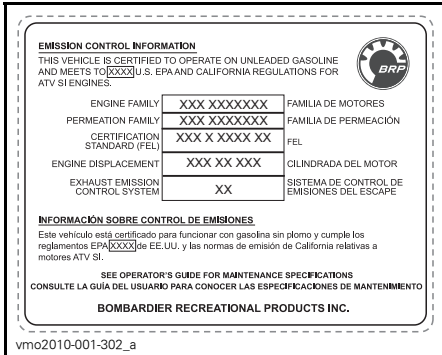 EMISSION CONTROL INFORMATION
THIS VEHICLE IS CERTIFIED TO OPERATE ON UNLEADED GASOLINE
AND MEETS TO XXXX U.S. EPA AND CALIFORNIA REGULATIONS FOR
ATV SI ENGINES.
BRP
ENGINE FAMILY XXX XXXXXXX FAMILIA DE MOTORES
PERMEATION FAMILY XXX XXXXXXX FAMILIA DE PERMEACIÓN
CERTIFICATION
STANDARD (FEL) XXX X XXXX XX FEL
ENGINE DISPLACEMENT XXX XX XXX CILINDRADA DEL MOTOR
EXHAUST EMISSION
CONTROL SYSTEM XX SISTEMA DE CONTROL DE
EMISIONES DEL ESCAPE
INFORMACIÓN SOBRE CONTROL DE EMISIONES
Este vehículo está certificado para funcionar con gasolina sin plomo y cumple los
reglamentos EPA XXXX de EE.UU. y las normas de emisión de California relativas a
motores ATV SI.
SEE OPERATOR'S GUIDE FOR MAINTENANCE SPECIFICATIONS
CONSULTE LA GUÍA DEL USUARIO PARA CONOCER LAS ESPECIFICACIONES DE MANTENIMIENTO
BOMBARDIER RECREATIONAL PRODUCTS INC.
vmo2010-001-302_a